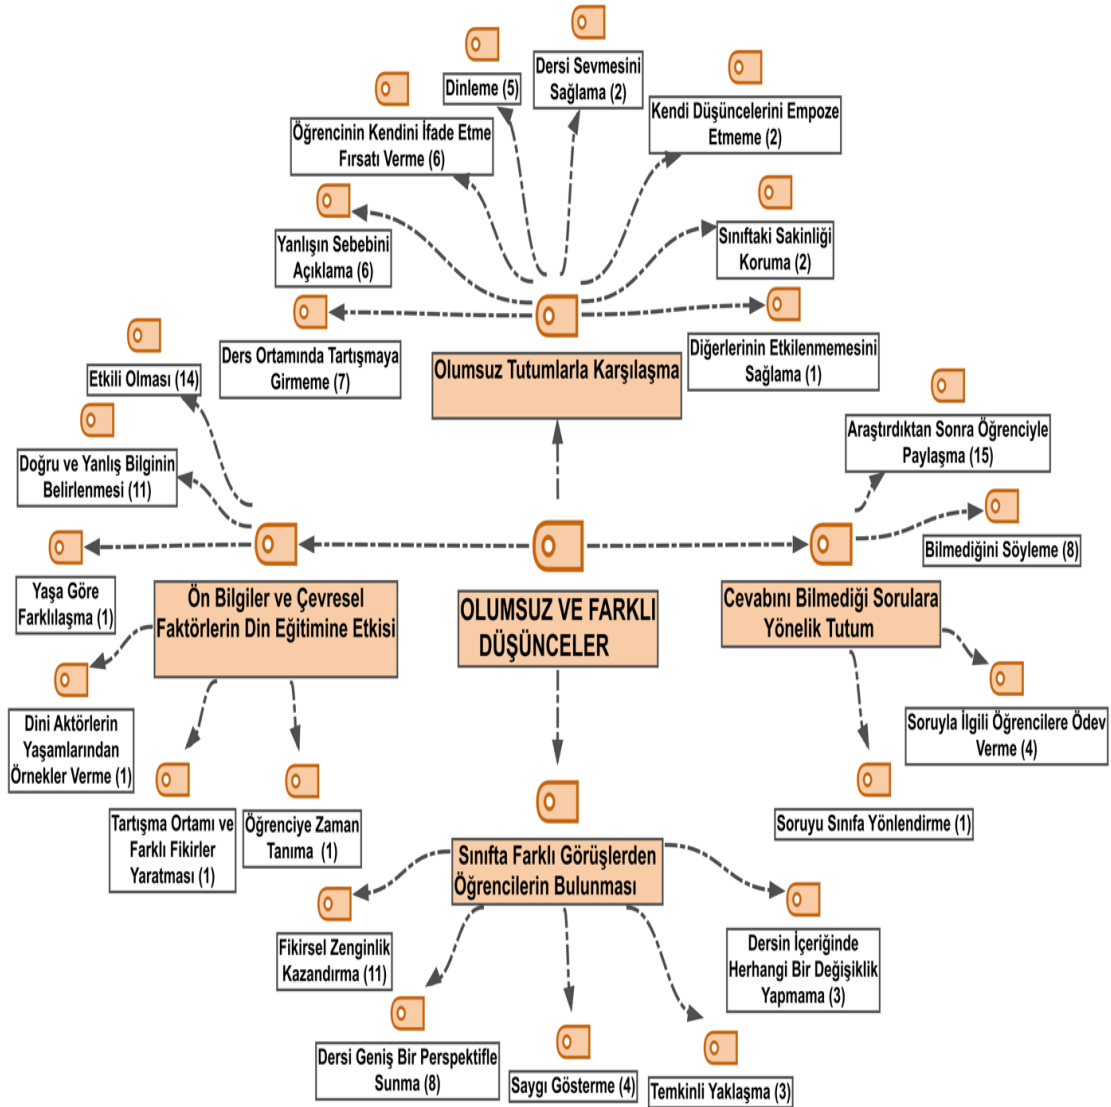 Dersi Sevmesini
Sağlama (2)
Dinleme (5)
Kendi Düşüncelerini Empoze
Etmeme (2)
Öğrencinin Kendini İfade Etme
Fırsatı Verme (6)
Sınıftaki Sakinliği
Koruma (2)
Yanlışın Sebebini
Açıklama (6)
Ders Ortamında Tartışmaya
Girmeme (7)
Diğerlerinin Etkilenmemesini
Sağlama (1)
Olumsuz Tutumlarla Karşılaşma
Etkili Olması (14)
Doğru ve Yanlış Bilginin
Belirlenmesi (11)
Araştırdıktan Sonra Öğrenciyle
Paylaşma (15)
Bilmediğini Söyleme (8)
Yaşa Göre
Farklılaşma (1)
Ön Bilgiler ve Çevresel
Faktörlerin Din Eğitimine Etkisi
OLUMSUZ VE FARKLI
DÜŞÜNCELER
Cevabını Bilmediği Sorulara
Yönelik Tutum
Dini Aktörlerin
Yaşamlarından
Örnekler Verme (1)
Soruyla İlgili Öğrencilere Ödev
Verme (4)
Tartışma Ortamı ve
Farklı Fikirler
Yaratması (1)
Öğrenciye Zaman
Tanıma (1)
Soruyu Sınıfa Yönlendirme (1)
Sınıfta Farklı Görüşlerden
Öğrencilerin Bulunması
Fikirsel Zenginlik
Kazandırma (11)
Dersin İçeriğinde
Herhangi Bir Değişiklik
Yapmama (3)
Dersi Geniş Bir Perspektifle
Sunma (8)
Saygı Gösterme (4)
Temkinli Yaklaşma (3)